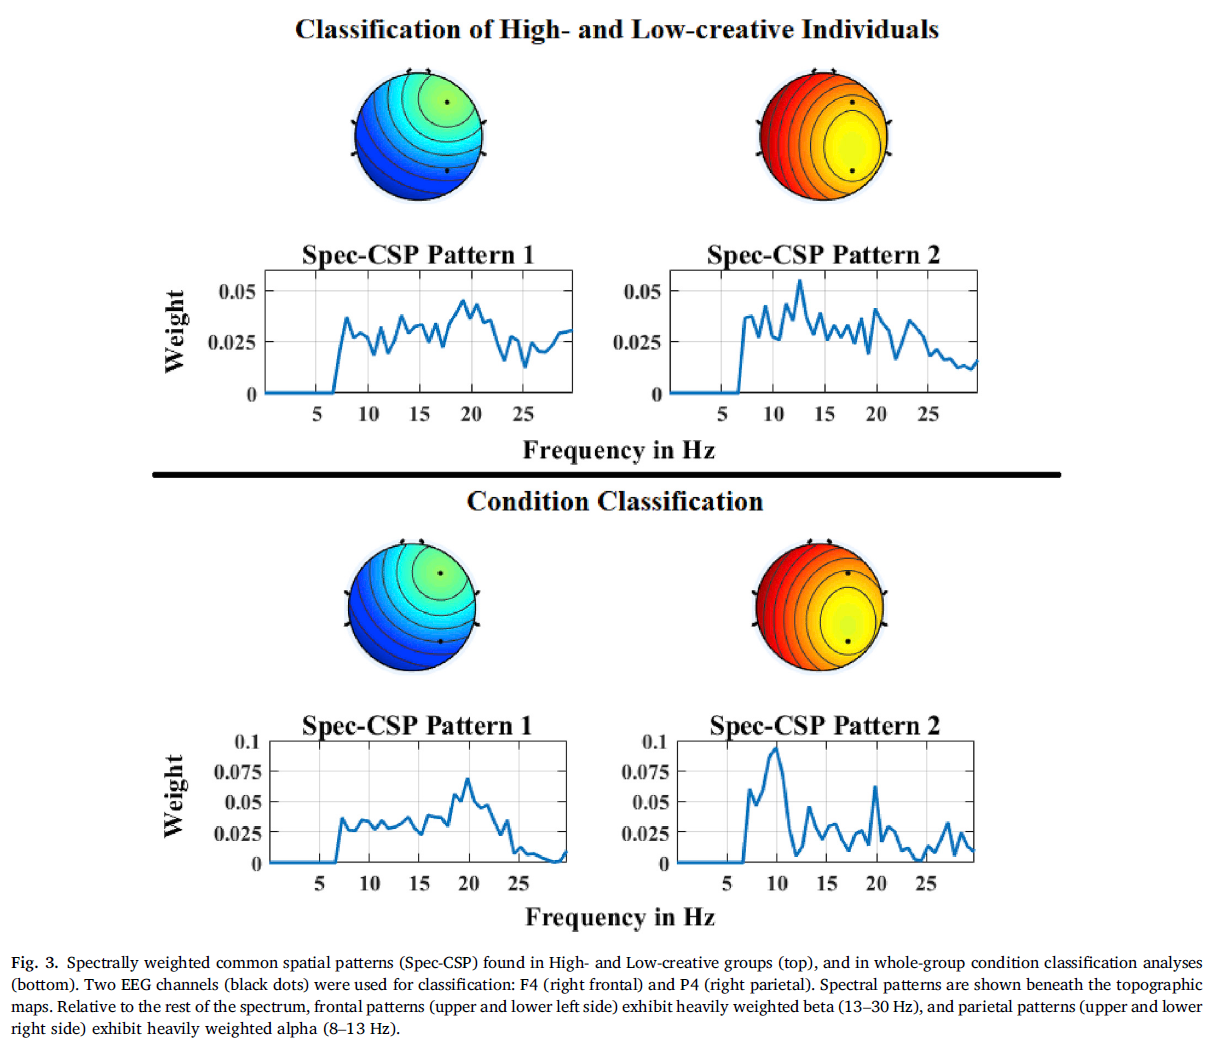 Classification of High- and Low-creative Individuals
Spec-CSP Pattern 1
Spec-CSP Pattern 2
Weight
0.05
0.025
0
5 10 15 20 25
0.05
0.025
0
5 10 15 20 25
Frequency in Hz
Condition Classification
Spec-CSP Pattern 1
Spec-CSP Pattern 2
Weight
0.1
0.075
0.05
0.025
0
5 10 15 20 25
0.1
0.075
0.05
0.025
0
5 10 15 20 25
Frequency in Hz
Fig. 3. Spectrally weighted common spatial patterns (Spec-CSP) found in High- and Low-creative groups (top), and in whole-group condition classification analyses
(bottom). Two EEG channels (black dots) were used for classification: F4 (right frontal) and P4 (right parietal). Spectral patterns are shown beneath the topographic
maps. Relative to the rest of the spectrum, frontal patterns (upper and lower left side) exhibit heavily weighted beta (13–30 Hz), and parietal patterns (upper and lower
right side) exhibit heavily weighted alpha (8–13 Hz).